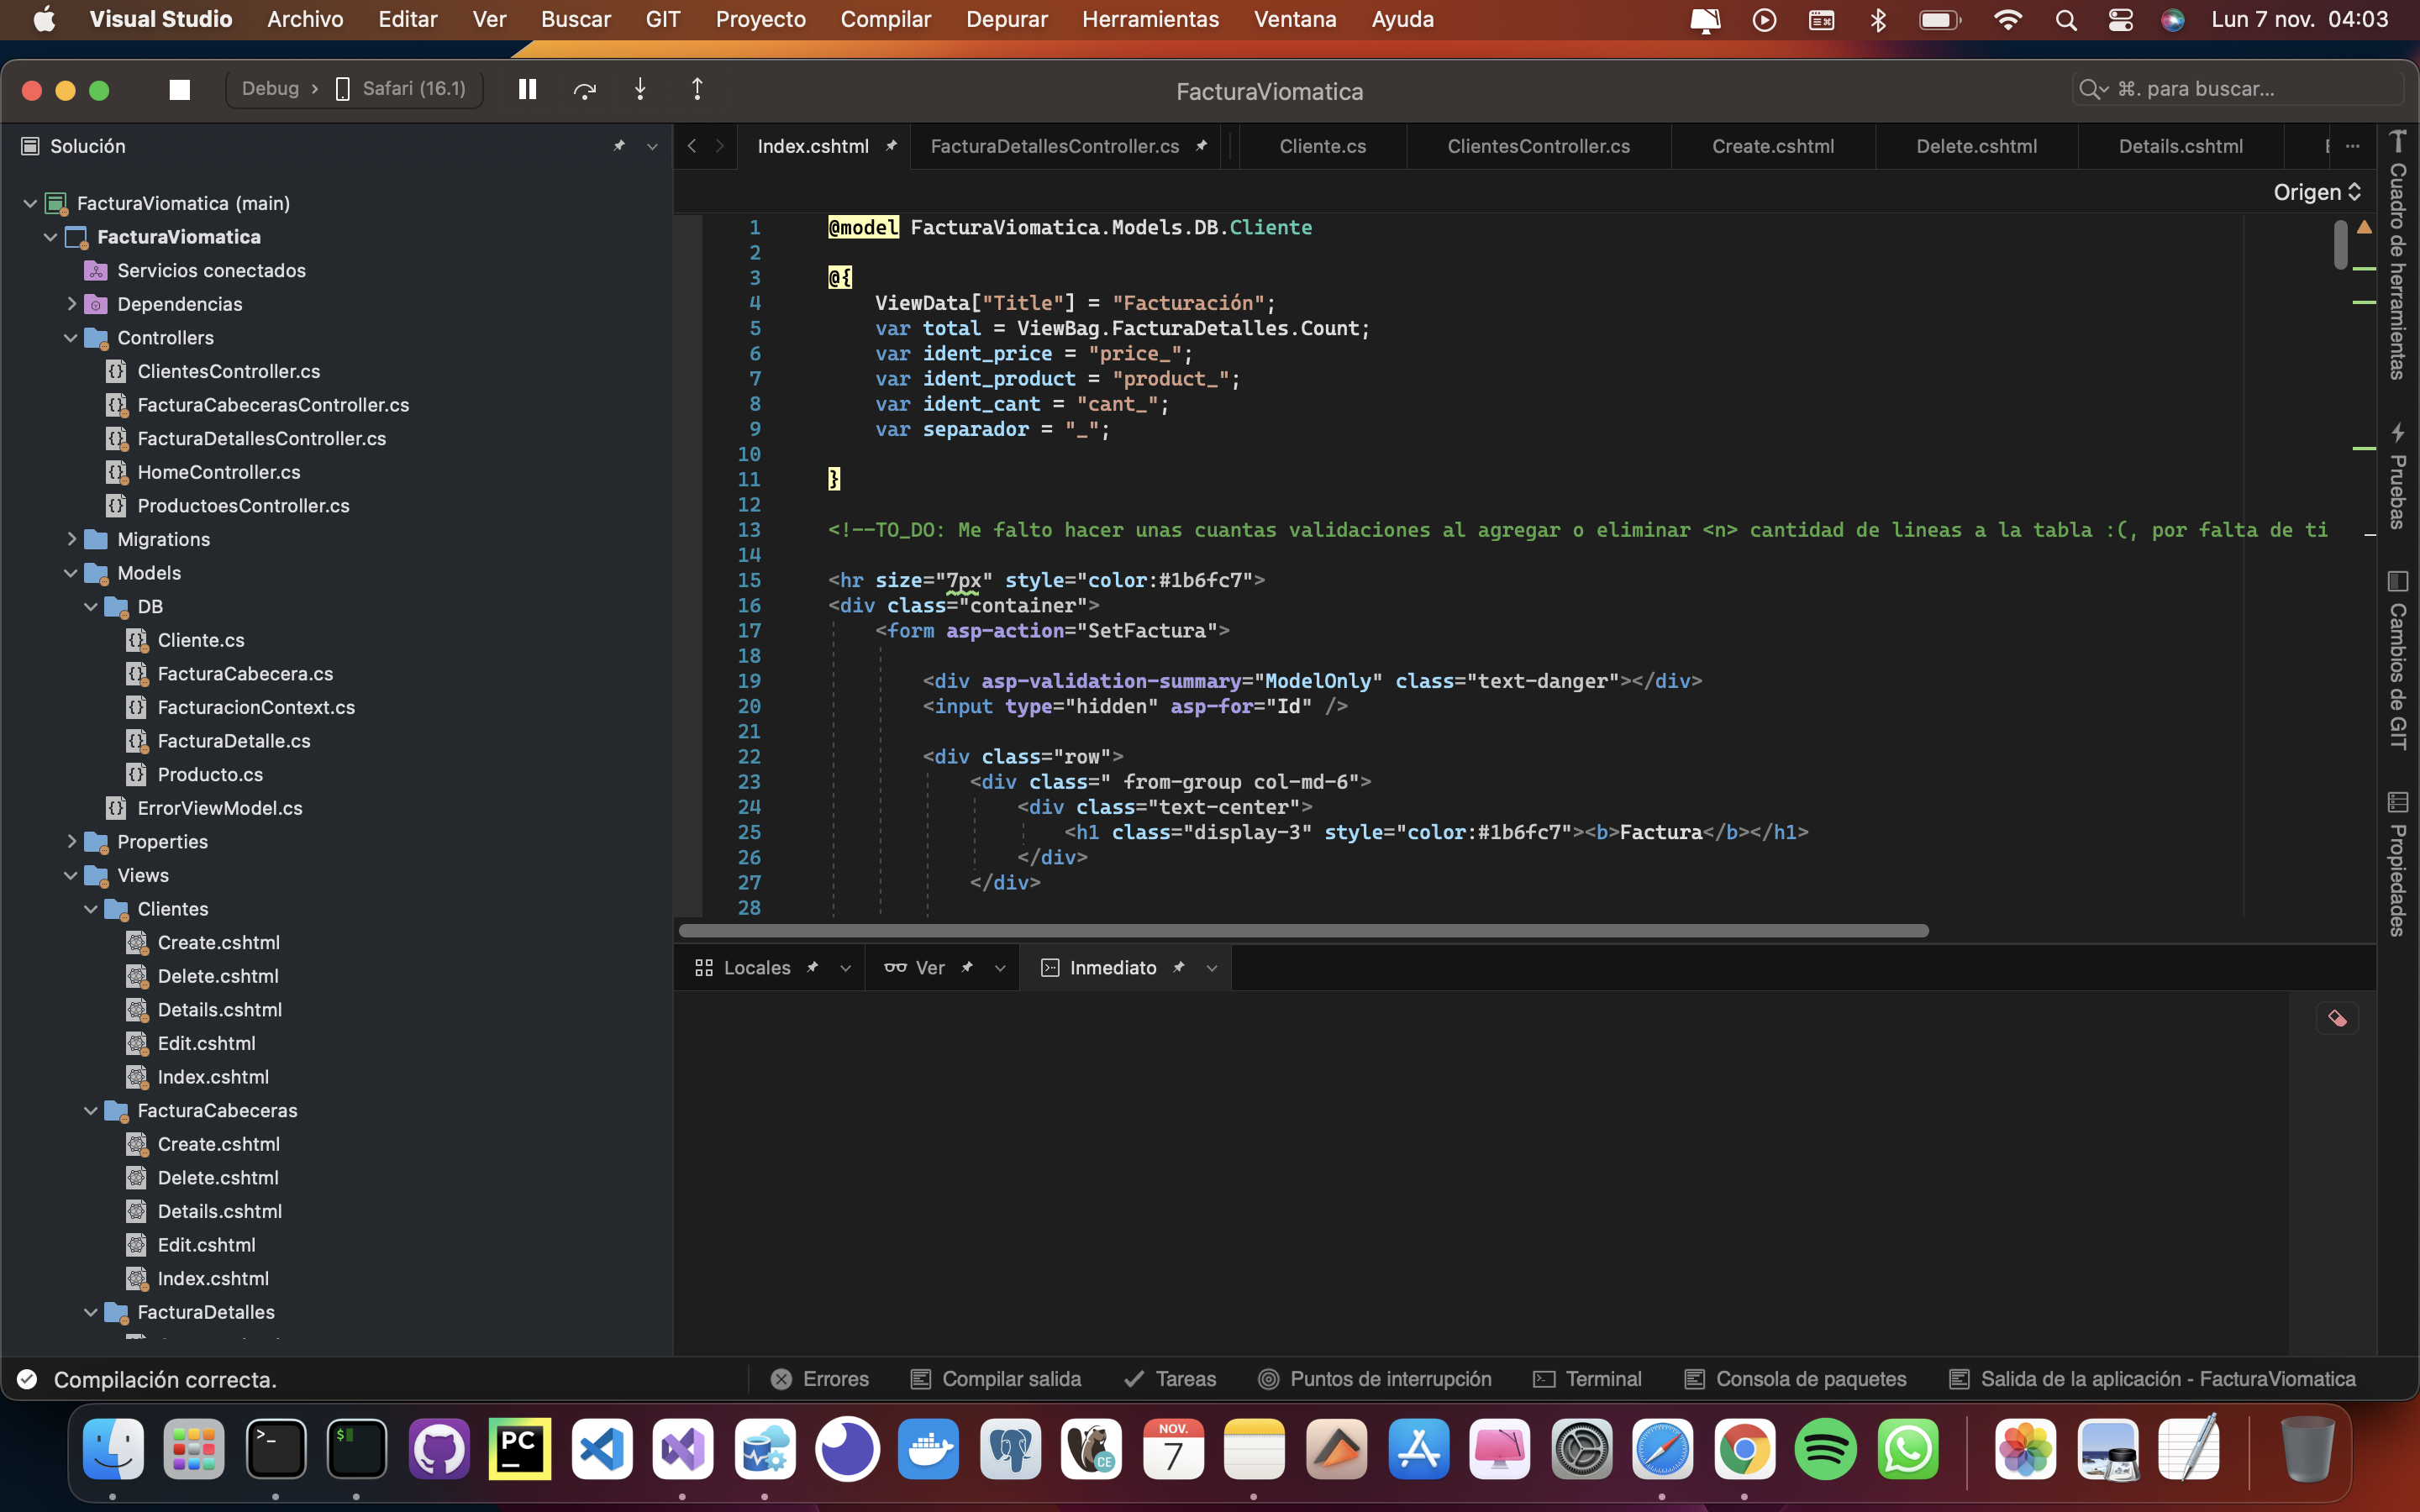 Visual Studio Archivo Editar Ver Buscar GIT Proyecto Compilar Depurar Herramientas Ventana Ayuda Lun 7 nov. 04:03
Debug › Safari (16.1) FacturaViomatica ⌘. para buscar...
Solución
FacturaViomatica (main)
FacturaViomatica
Servicios conectados
Dependencias
Controllers
ClientesController.cs
FacturaCabecerasController.cs
FacturaDetallesController.cs
HomeController.cs
ProductoesController.cs
Migrations
Models
DB
Cliente.cs
FacturaCabecera.cs
FacturacionContext.cs
FacturaDetalle.cs
Producto.cs
ErrorViewModel.cs
Properties
Views
Clientes
Create.cshtml
Delete.cshtml
Details.cshtml
Edit.cshtml
Index.cshtml
FacturaCabeceras
Create.cshtml
Delete.cshtml
Details.cshtml
Edit.cshtml
Index.cshtml
FacturaDetalles
Index.cshtml FacturaDetallesController.cs Cliente.cs ClientesController.cs Create.cshtml Delete.cshtml Details.cshtml ...
Origen
1 @model FacturaViomatica.Models.DB.Cliente
2
3 @{
4 ViewData["Title"] = "Facturación";
5 var total = ViewBag.FacturaDetalles.Count;
6 var ident_price = "price_";
7 var ident_product = "product_";
8 var ident_cant = "cant_";
9 var separador = "_";
10
11 }
12
13 <!--TO_DO: Me falto hacer unas cuantas validaciones al agregar o eliminar <n> cantidad de lineas a la tabla :(, por falta de ti
14
15 <hr size="7px" style="color:#1b6fc7">
16 <div class="container">
17 <form asp-action="SetFactura">
18
19 <div asp-validation-summary="ModelOnly" class="text-danger"></div>
20 <input type="hidden" asp-for="Id" />
21
22 <div class="row">
23 <div class=" from-group col-md-6">
24 <div class="text-center">
25 <h1 class="display-3" style="color:#1b6fc7"><b>Factura</b></h1>
26 </div>
27 </div>
28
Cuadro de herramientas
Pruebas
Cambios de GIT
Propiedades
Locales Ver Inmediato
Compilación correcta. Errores Compilar salida Tareas Puntos de interrupción Terminal Consola de paquetes Salida de la aplicación - FacturaViomatica
>_
$
PC
CE
NOV.
7